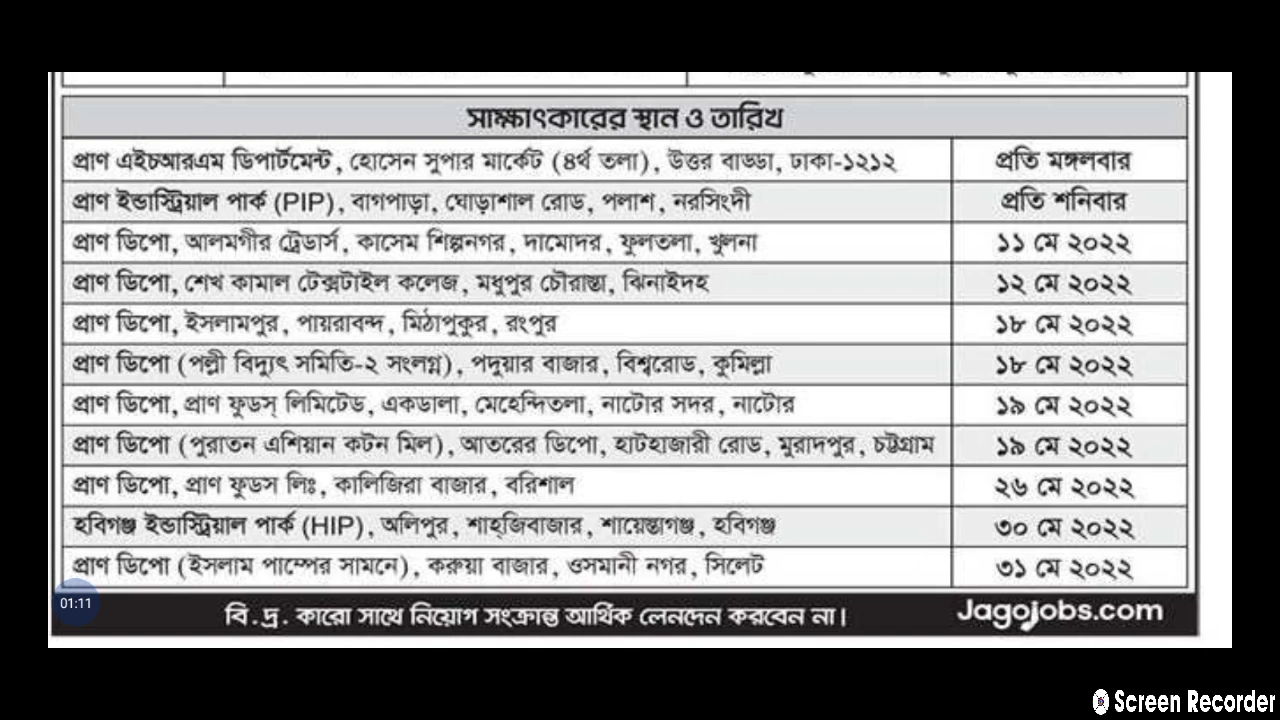 সাক্ষাৎকারের স্থান ও তারিখ
প্রাণ এইচআরএম ডিপার্টমেন্ট, হোসেন সুপার মার্কেট (৪র্থ তলা), উত্তর বাড্ডা, ঢাকা-১২১২ প্রতি মঙ্গলবার
প্রাণ ইন্ডাস্ট্রিয়াল পার্ক (PIP), বাগপাড়া, ঘোড়াশাল রোড, পলাশ, নরসিংদী প্রতি শনিবার
প্রাণ ডিপো, আলমগীর ট্রেডার্স, কাসেম শিল্পনগর, দামোদর, ফুলতলা, খুলনা ১১ মে ২০২২
প্রাণ ডিপো, শেখ কামাল টেক্সটাইল কলেজ, মধুপুর চৌরাস্তা, ঝিনাইদহ ১২ মে ২০২২
প্রাণ ডিপো, ইসলামপুর, পায়রাবন্দ, মিঠাপুকুর, রংপুর ১৮ মে ২০২২
প্রাণ ডিপো (পল্লী বিদ্যুৎ সমিতি-২ সংলগ্ন), পদুয়ার বাজার, বিশ্বরোড, কুমিল্লা ১৮ মে ২০২২
প্রাণ ডিপো, প্রাণ ফুডস্ লিমিটেড, একডালা, মেহেন্দিতলা, নাটোর সদর, নাটোর ১৯ মে ২০২২
প্রাণ ডিপো (পুরাতন এশিয়ান কটন মিল), আতরের ডিপো, হাটহাজারী রোড, মুরাদপুর, চট্টগ্রাম ১৯ মে ২০২২
প্রাণ ডিপো, প্রাণ ফুডস লিঃ, কালিজিরা বাজার, বরিশাল ২৬ মে ২০২২
হবিগঞ্জ ইন্ডাস্ট্রিয়াল পার্ক (HIP), অলিপুর, শাহ্‌জিবাজার, শায়েস্তাগঞ্জ, হবিগঞ্জ ৩০ মে ২০২২
প্রাণ ডিপো (ইসলাম পাম্পের সামনে), করুয়া বাজার, ওসমানী নগর, সিলেট ৩১ মে ২০২২
01:11
বি.দ্র. কারো সাথে নিয়োগ সংক্রান্ত আর্থিক লেনদেন করবেন না। Jagojobs.com
Screen Recorder